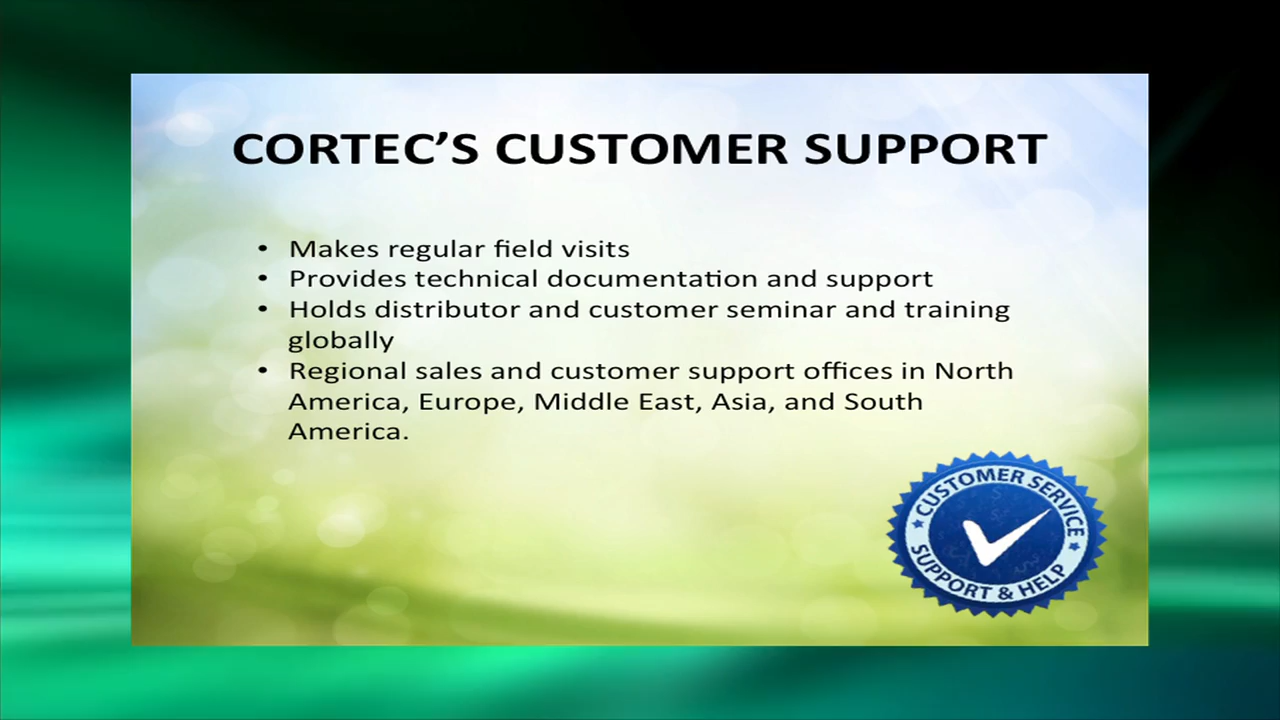 CORTEC’S CUSTOMER SUPPORT
• Makes regular field visits
• Provides technical documentation and support
• Holds distributor and customer seminar and training
globally
• Regional sales and customer support offices in North
America, Europe, Middle East, Asia, and South
America.
CUSTOMER SERVICE
SUPPORT & HELP